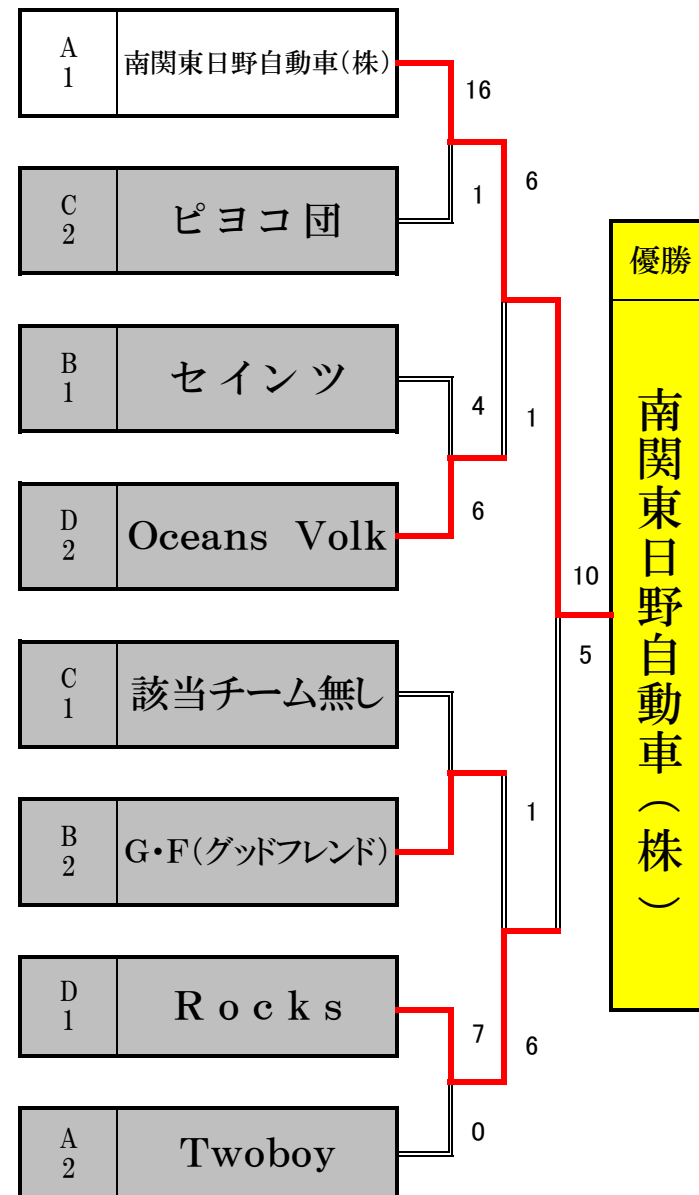 A
1
南関東日野自動車(株)
16
1
6
C
2
ピヨコ団
優勝
南関東日野自動車(株)
B
1
セインツ
4
1
D
2
Oceans Volk
6
10
5
C
1
該当チーム無し
1
B
2
G・F(グッドフレンド)
D
1
Rocks
7
6
0
A
2
Twoboy